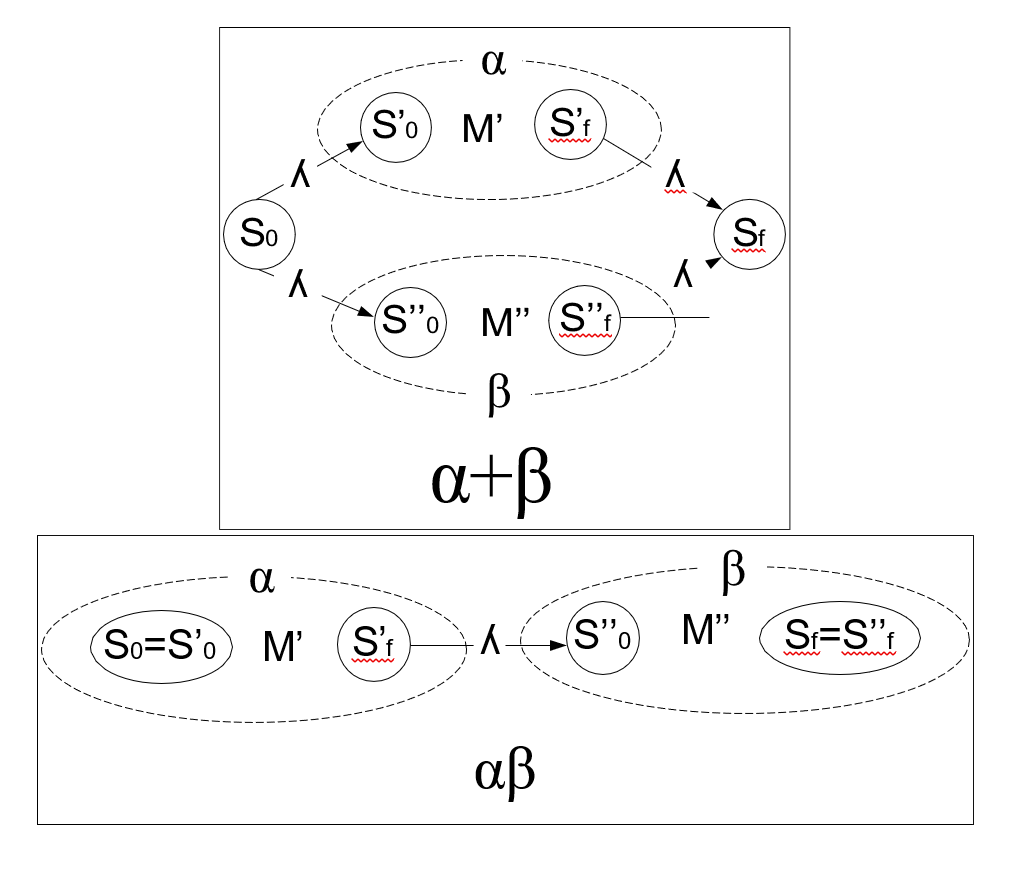 α
S'0 M' S'f
λ λ
S0 Sf
λ λ
S''0 M'' S''f
β
α+β
α β
S0=S'0 M' S'f λ S''0 M'' Sf=S''f
αβ